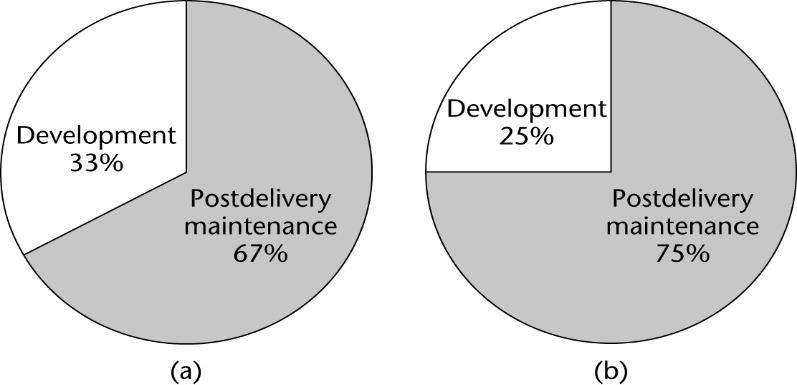 Development
33%
Postdelivery
maintenance
67%
(a)
Development
25%
Postdelivery
maintenance
75%
(b)